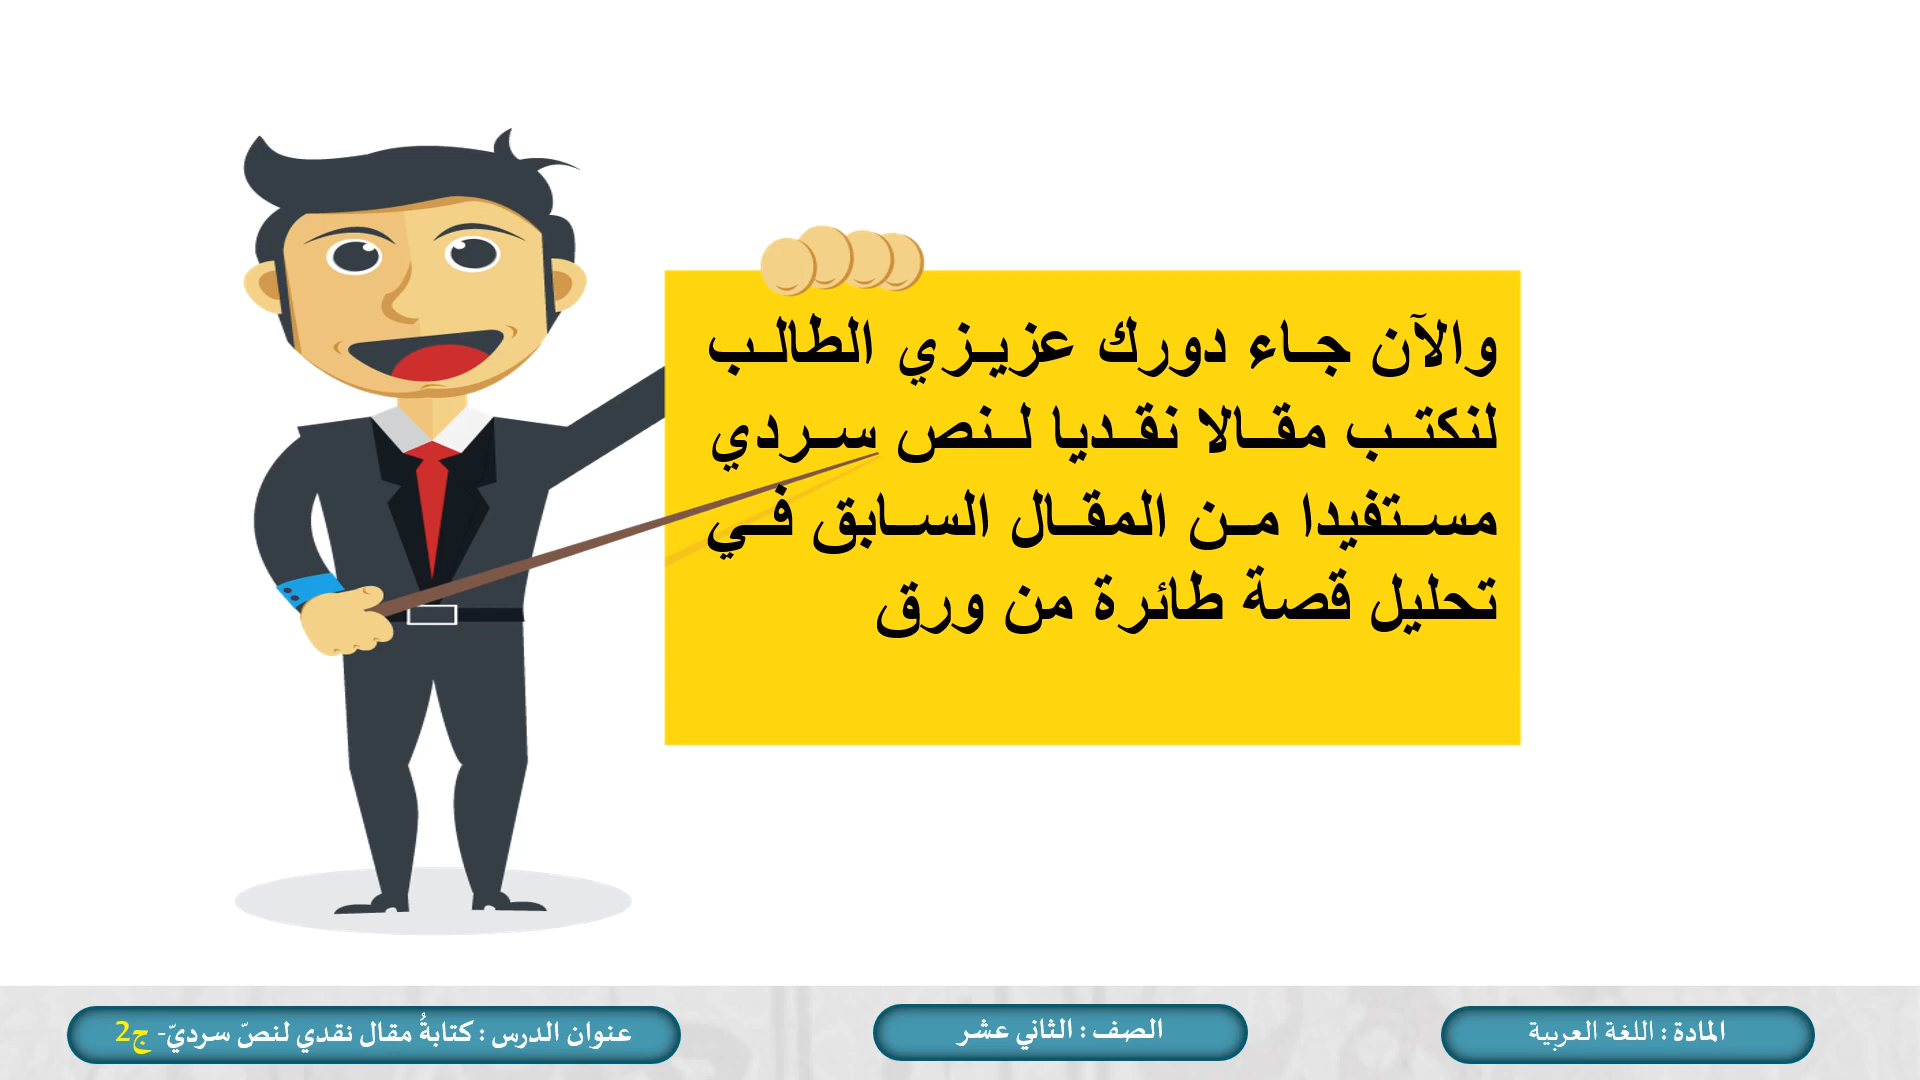 والآن جاء دورك عزيزي الطالب
لنكتب مقالا نقديا لنص سردي
مستفيدا من المقال السابق في
تحليل قصة طائرة من ورق
المادة : اللغة العربية
الصف : الثاني عشر
عنوان الدرس : كتابةُ مقال نقدي لنصّ سرديّ- ج2